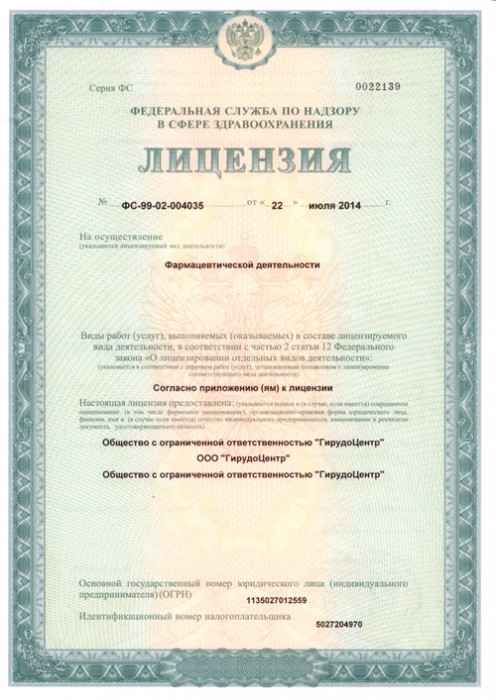 Серия ФС 0022139
ФЕДЕРАЛЬНАЯ СЛУЖБА ПО НАДЗОРУ
В СФЕРЕ ЗДРАВООХРАНЕНИЯ
ЛИЦЕНЗИЯ
№ ФС-99-02-004035 от « 22 » июля 2014 г.
На осуществление
(указывается лицензируемый вид деятельности)
Фармацевтической деятельности
Виды работ (услуг), выполняемых (оказываемых) в составе лицензируемого
вида деятельности, в соответствии с частью 2 статьи 12 Федерального
закона «О лицензировании отдельных видов деятельности»:
(указываются в соответствии с перечнем работ (услуг), установленным положением о лицензировании
соответствующего вида деятельности)
Согласно приложению (ям) к лицензии
Настоящая лицензия предоставлена: (указывается полное и (в случае, если имеется) сокращенное
наименование (в том числе фирменное наименование), организационно-правовая форма юридического лица,
фамилия, имя и (в случае если имеется) отчество индивидуального предпринимателя, наименование и реквизиты
документа, удостоверяющего его личность)
Общество с ограниченной ответственностью "ГирудоЦентр"
ООО "ГирудоЦентр"
Общество с ограниченной ответственностью "ГирудоЦентр"
Основной государственный номер юридического лица (индивидуального
предпринимателя) (ОГРН) 1135027012559
Идентификационный номер налогоплательщика 5027204970